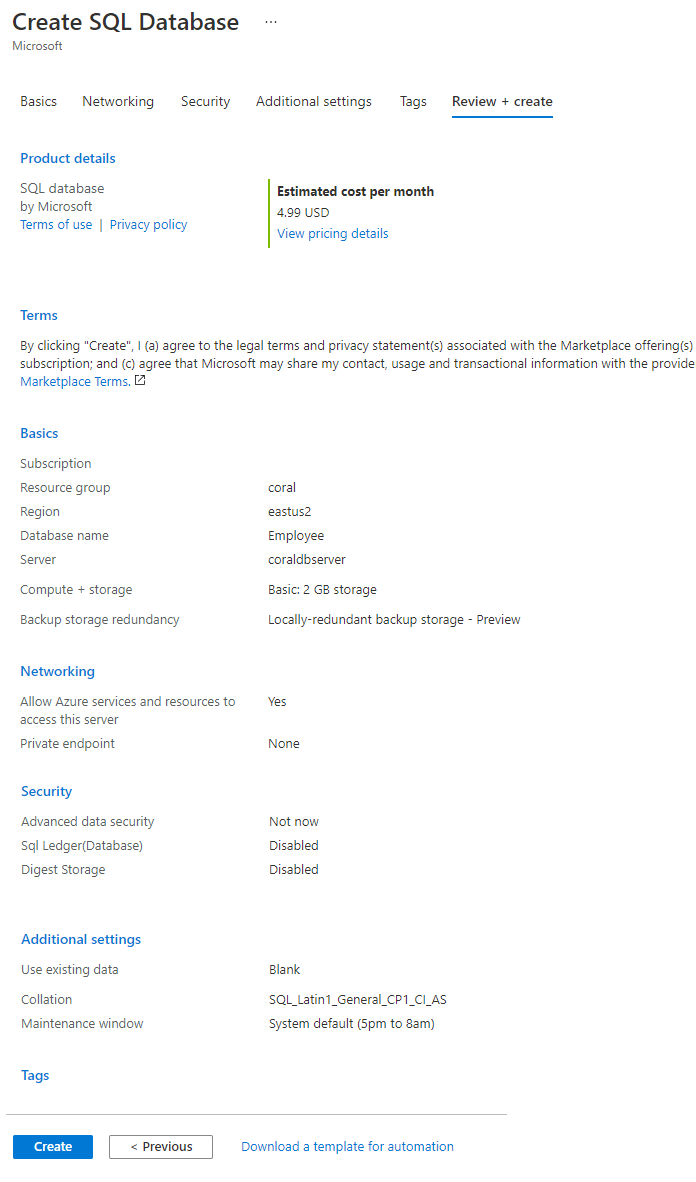 Create SQL Database ...
Microsoft
Basics Networking Security Additional settings Tags Review + create
Product details
SQL database
by Microsoft
Terms of use | Privacy policy
Estimated cost per month
4.99 USD
View pricing details
Terms
By clicking "Create", I (a) agree to the legal terms and privacy statement(s) associated with the Marketplace offering(s)
subscription; and (c) agree that Microsoft may share my contact, usage and transactional information with the provide
Marketplace Terms.
Basics
Subscription
Resource group coral
Region eastus2
Database name Employee
Server coraldbserver
Compute + storage Basic: 2 GB storage
Backup storage redundancy Locally-redundant backup storage - Preview
Networking
Allow Azure services and resources to
access this server
Yes
Private endpoint None
Security
Advanced data security Not now
Sql Ledger(Database) Disabled
Digest Storage Disabled
Additional settings
Use existing data Blank
Collation SQL_Latin1_General_CP1_CI_AS
Maintenance window System default (5pm to 8am)
Tags
Create < Previous Download a template for automation